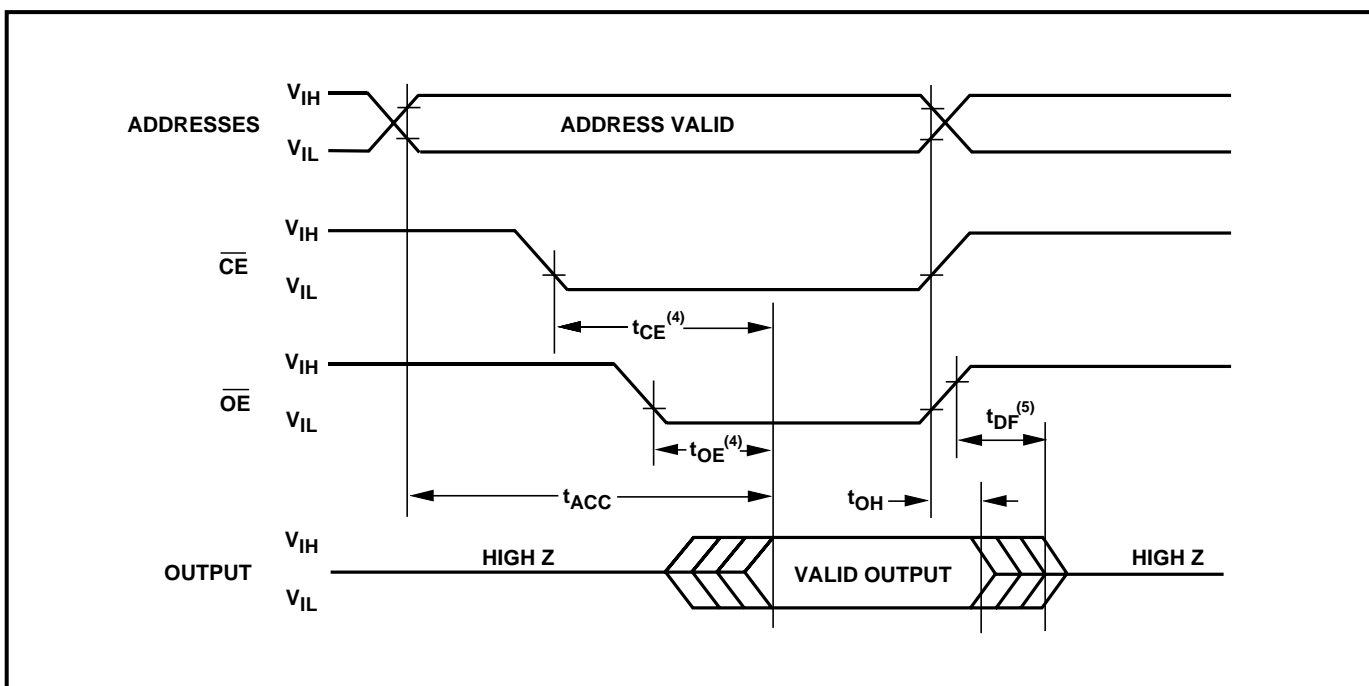 VIH
ADDRESSES
ADDRESS VALID
VIL
VIH
CE
VIL
tCE(4)
VIH
OE
VIL
tDF(5)
tOE(4)
tACC
tOH
VIH
HIGH Z
OUTPUT
VALID OUTPUT
HIGH Z
VIL